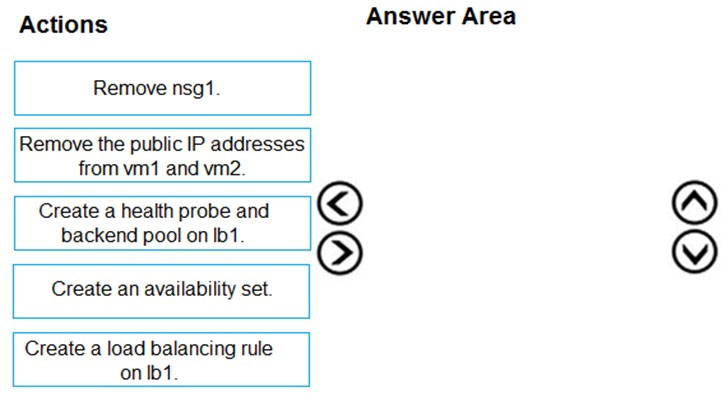 Actions
Answer Area
Remove nsg1.
Remove the public IP addresses
from vm1 and vm2.
Create a health probe and
backend pool on lb1.
Create an availability set.
Create a load balancing rule
on lb1.